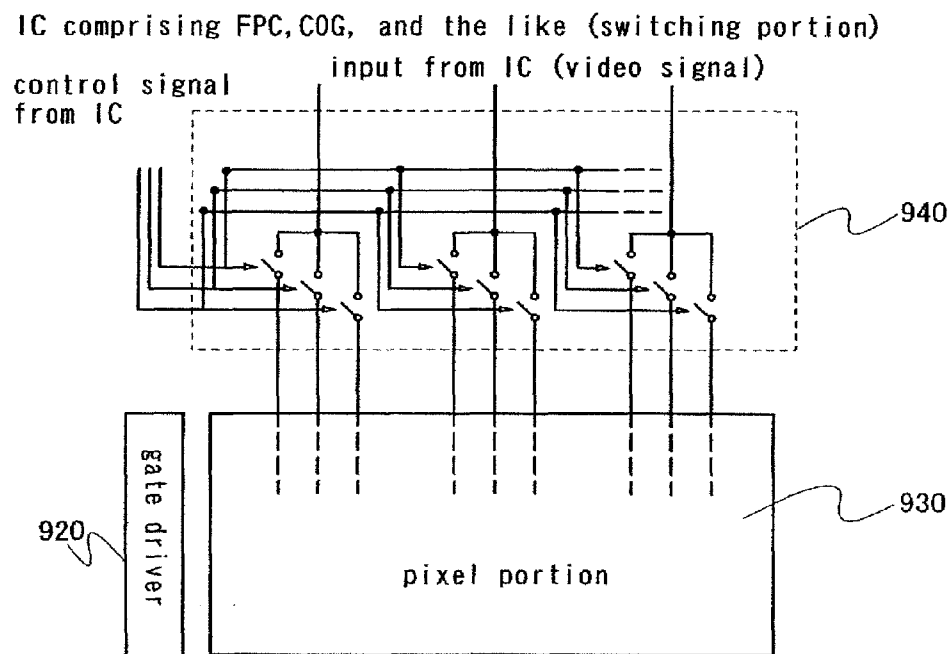 IC comprising FPC, COG, and the like (switching portion)
control signal
from IC
input from IC (video signal)
940
930
920
gate driver
pixel portion